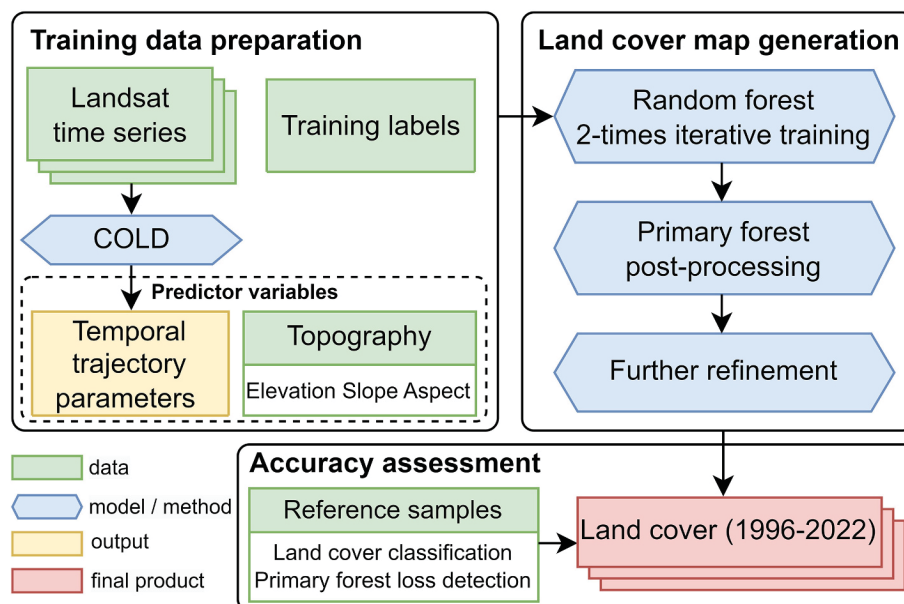 Training data preparation
Landsat
time series
Training labels
COLD
Predictor variables
Temporal
trajectory
parameters
Topography
Elevation Slope Aspect
Land cover map generation
Random forest
2-times iterative training
Primary forest
post-processing
Further refinement
data
model / method
output
final product
Accuracy assessment
Reference samples
Land cover classification
Primary forest loss detection
Land cover (1996-2022)